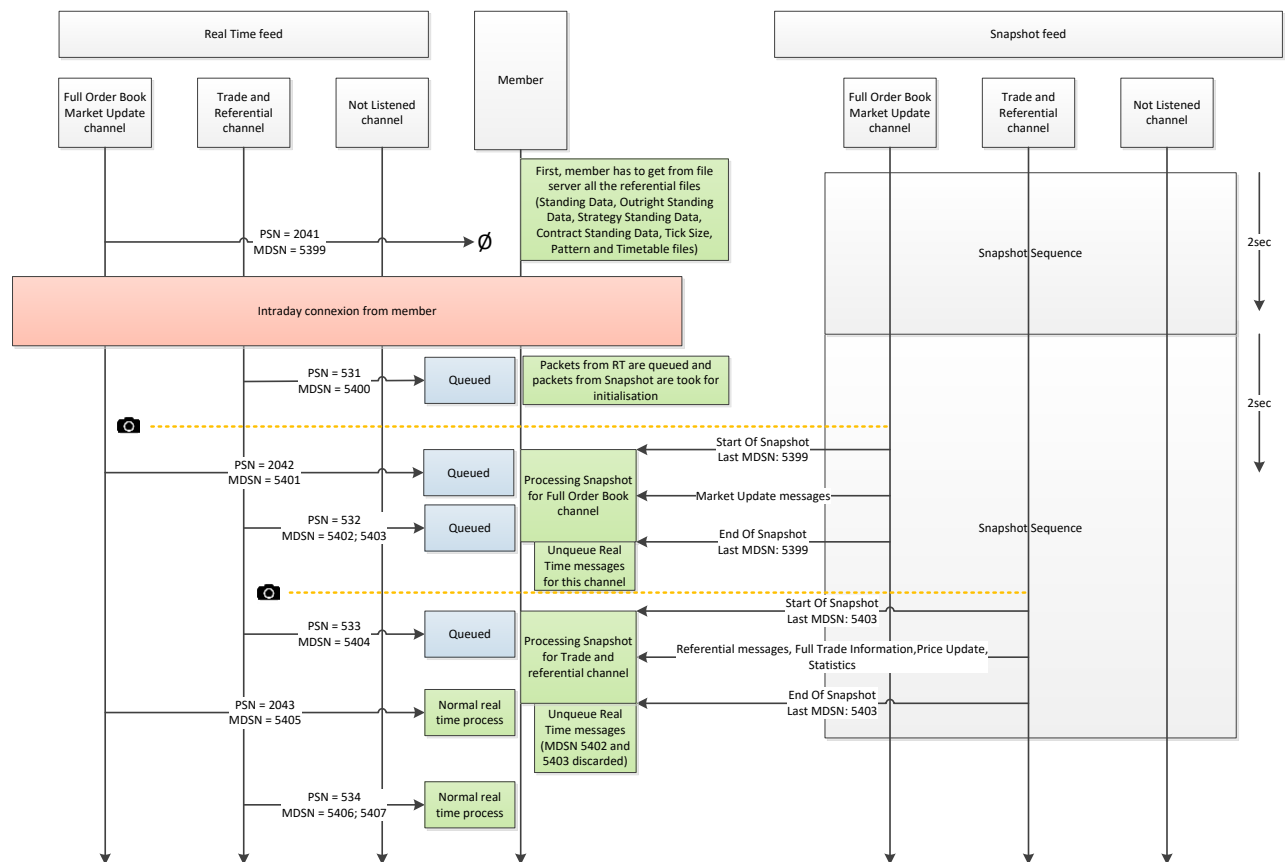 Real Time feed
Member
Snapshot feed
Full Order Book
Market Update
channel
Trade and
Referential
channel
Not Listened
channel
Full Order Book
Market Update
channel
Trade and
Referential
channel
Not Listened
channel
First, member has to get from file
server all the referential files
(Standing Data, Outright Standing
Data, Strategy Standing Data,
Contract Standing Data, Tick Size,
Pattern and Timetable files)
PSN = 2041
MDSN = 5399
Ø
Snapshot Sequence
2sec
Intraday connexion from member
PSN = 531
MDSN = 5400
Queued
Packets from RT are queued and
packets from Snapshot are took for
initialisation
2sec
Start Of Snapshot
Last MDSN: 5399
PSN = 2042
MDSN = 5401
Queued
Processing Snapshot
for Full Order Book
channel
Market Update messages
PSN = 532
MDSN = 5402; 5403
Queued
Snapshot Sequence
End Of Snapshot
Last MDSN: 5399
Unqueue Real
Time messages
for this channel
Start Of Snapshot
Last MDSN: 5403
PSN = 533
MDSN = 5404
Queued
Processing Snapshot
for Trade and
referential channel
Referential messages, Full Trade Information,Price Update,
Statistics
End Of Snapshot
Last MDSN: 5403
PSN = 2043
MDSN = 5405
Normal real
time process
Unqueue Real
Time messages
(MDSN 5402 and
5403 discarded)
PSN = 534
MDSN = 5406; 5407
Normal real
time process